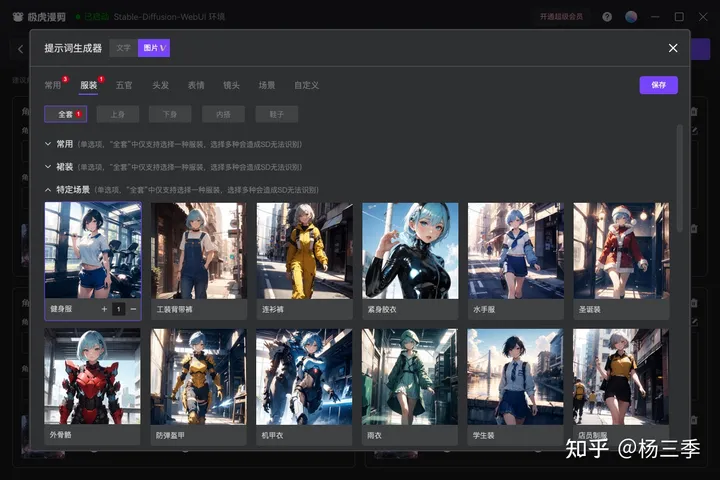 极虎漫剪 已启动 Stable-Diffusion-WebUI 环境 开通超级会员
提示词生成器 文字 图片V
常用 3 服装 1 五官 头发 表情 镜头 场景 自定义 保存
全套 1 上身 下身 内搭 鞋子
常用 (单选项，“全套”中仅支持选择一种服装，选择多种会造成SD无法识别)
裙装 (单选项，“全套”中仅支持选择一种服装，选择多种会造成SD无法识别)
特定场景 (单选项，“全套”中仅支持选择一种服装，选择多种会造成SD无法识别)
健身服 + 1 − 工装背带裤 连衫裤 紧身胶衣 水手服 圣诞装
外骨骼 防弹盔甲 机甲衣 雨衣 学生装 店员制服
知乎 @杨三季